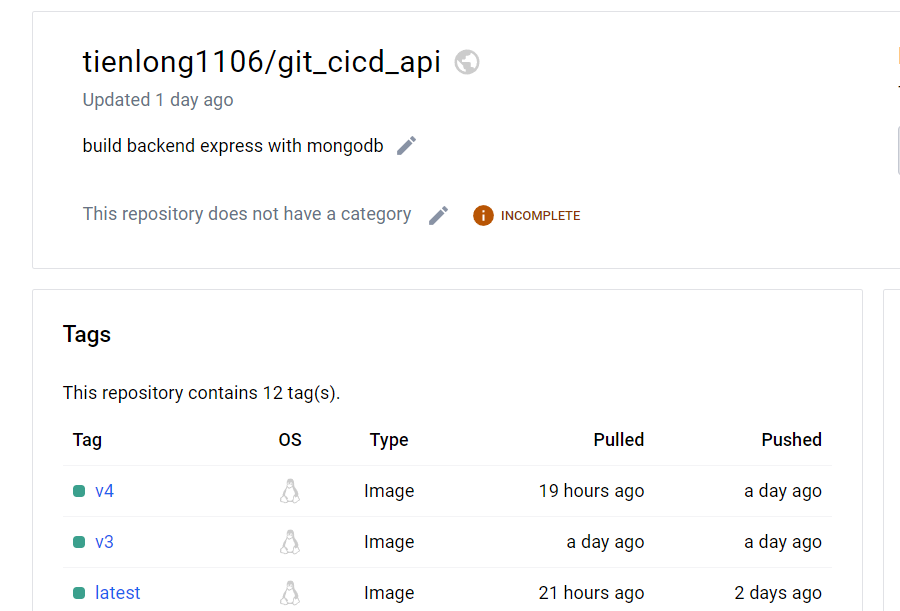 tienlong1106/git_cicd_api
Updated 1 day ago
build backend express with mongodb
This repository does not have a category INCOMPLETE
Tags
This repository contains 12 tag(s).
Tag OS Type Pulled Pushed
v4 Image 19 hours ago a day ago
v3 Image a day ago a day ago
latest Image 21 hours ago 2 days ago